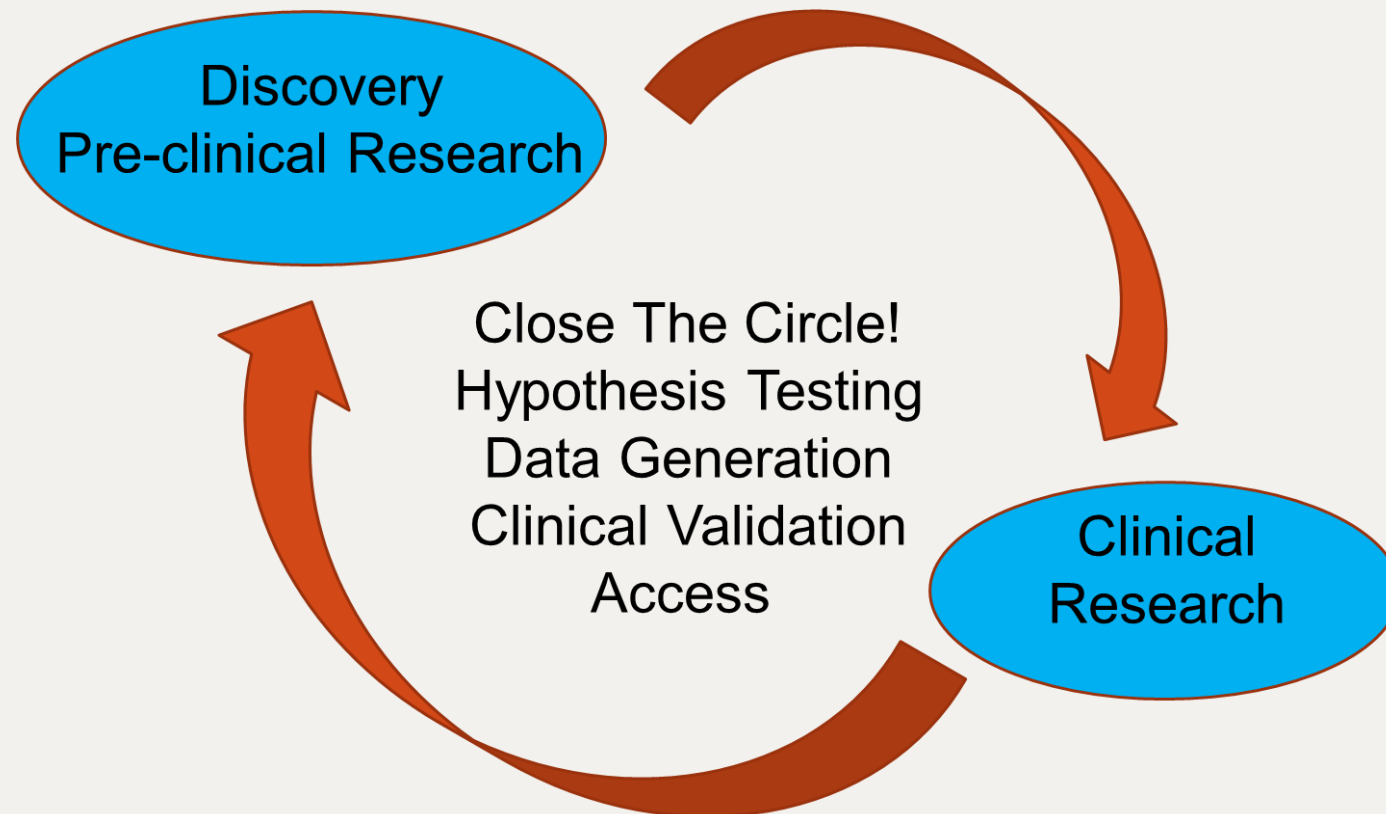 Discovery
Pre-clinical Research
Close The Circle!
Hypothesis Testing
Data Generation
Clinical Validation
Access
Clinical
Research